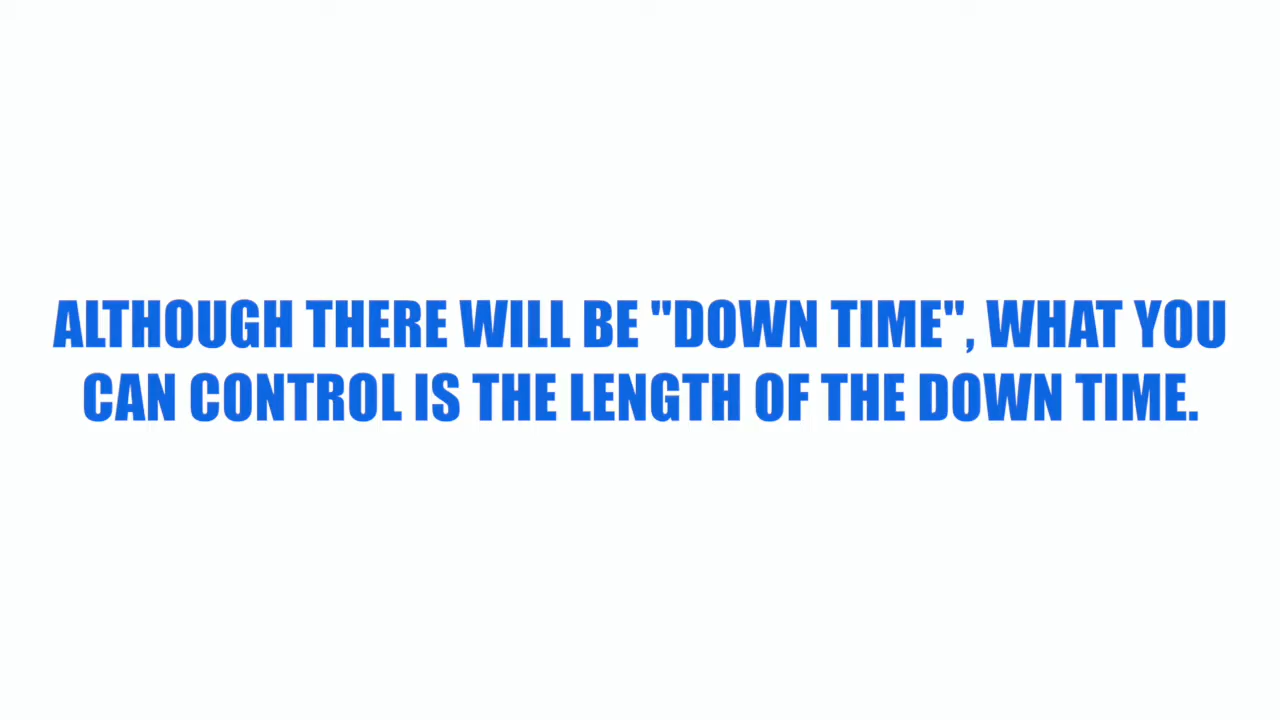 ALTHOUGH THERE WILL BE "DOWN TIME", WHAT YOU
CAN CONTROL IS THE LENGTH OF THE DOWN TIME.